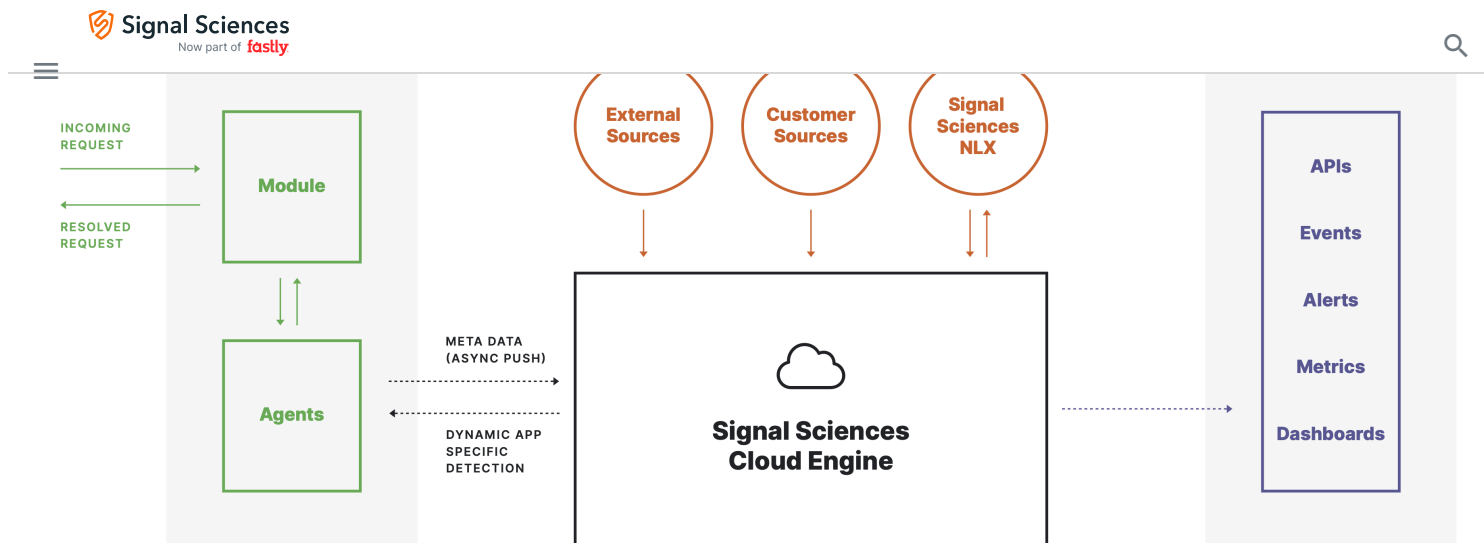 Signal Sciences
Now part of fastly
INCOMING
REQUEST
RESOLVED
REQUEST
Module
Agents
META DATA
(ASYNC PUSH)
DYNAMIC APP
SPECIFIC
DETECTION
External
Sources
Customer
Sources
Signal
Sciences
NLX
Signal Sciences
Cloud Engine
APIs
Events
Alerts
Metrics
Dashboards